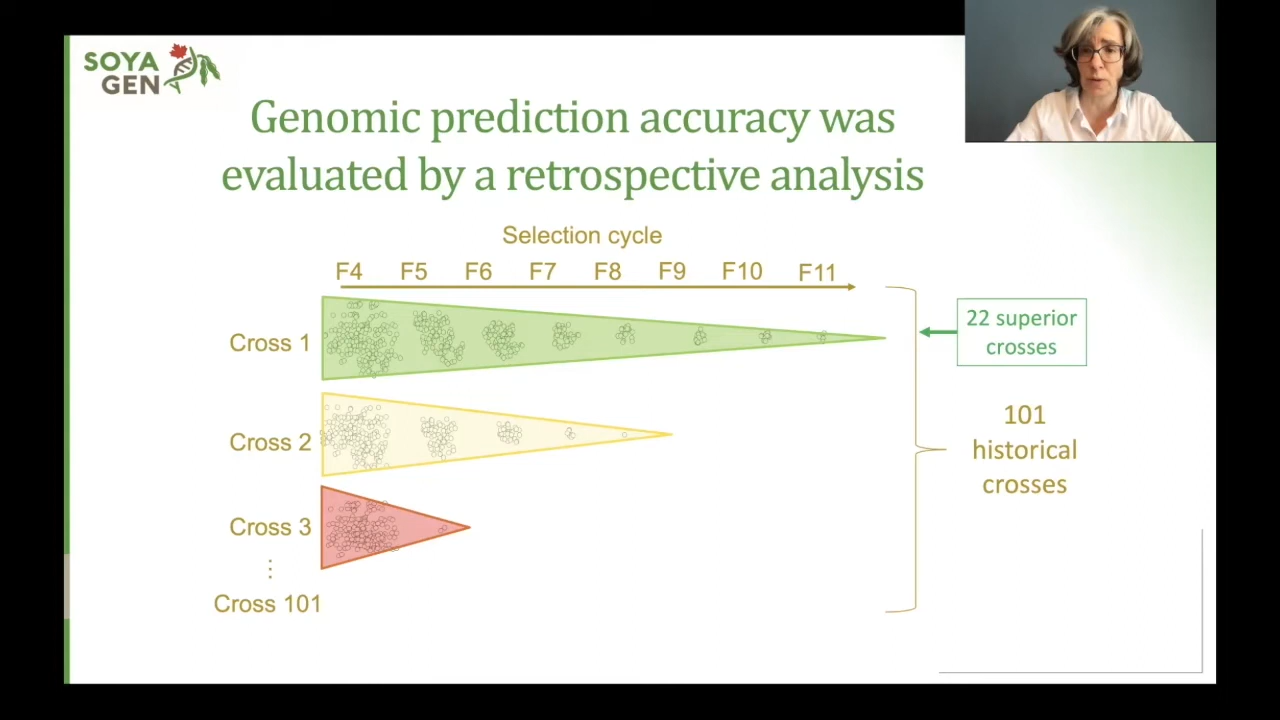 SOYA
GEN
Genomic prediction accuracy was
evaluated by a retrospective analysis
Selection cycle
F4 F5 F6 F7 F8 F9 F10 F11
Cross 1
22 superior
crosses
Cross 2
101
historical
crosses
Cross 3
⋮
Cross 101